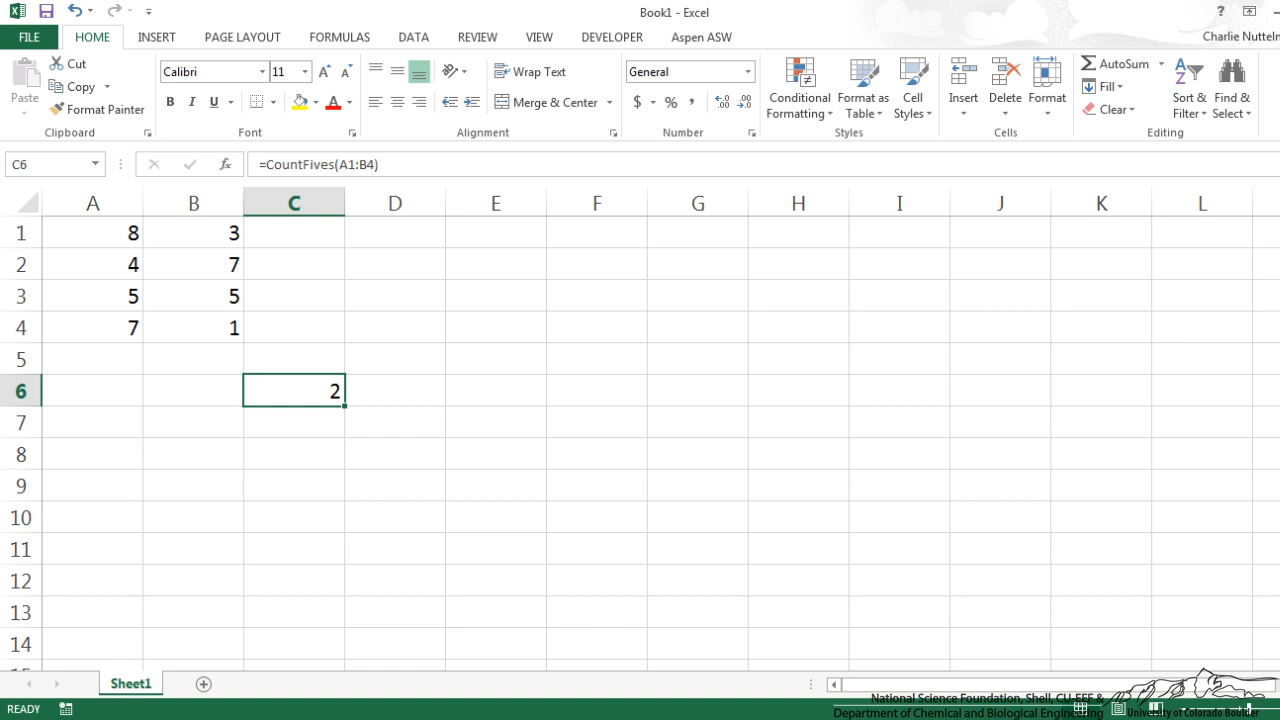 Book1 - Excel
?
FILE HOME INSERT PAGE LAYOUT FORMULAS DATA REVIEW VIEW DEVELOPER Aspen ASW Charlie Nutteln
Paste
Cut
Copy
Format Painter
Clipboard
Calibri 11
B I U A
Font
Wrap Text
Merge & Center
Alignment
General
$ % ,
Number
Conditional Formatting
Format as Table
Cell Styles
Styles
Insert Delete Format
Cells
AutoSum
Fill
Clear
Sort & Filter
Find & Select
Editing
C6 fx =CountFives(A1:B4)
A B C D E F G H I J K L
1 8 3
2 4 7
3 5 5
4 7 1
5
6 2
7
8
9
10
11
12
13
14
Sheet1
READY
National Science Foundation, Shell, CU-EEF &
Department of Chemical and Biological Engineering University of Colorado Boulder